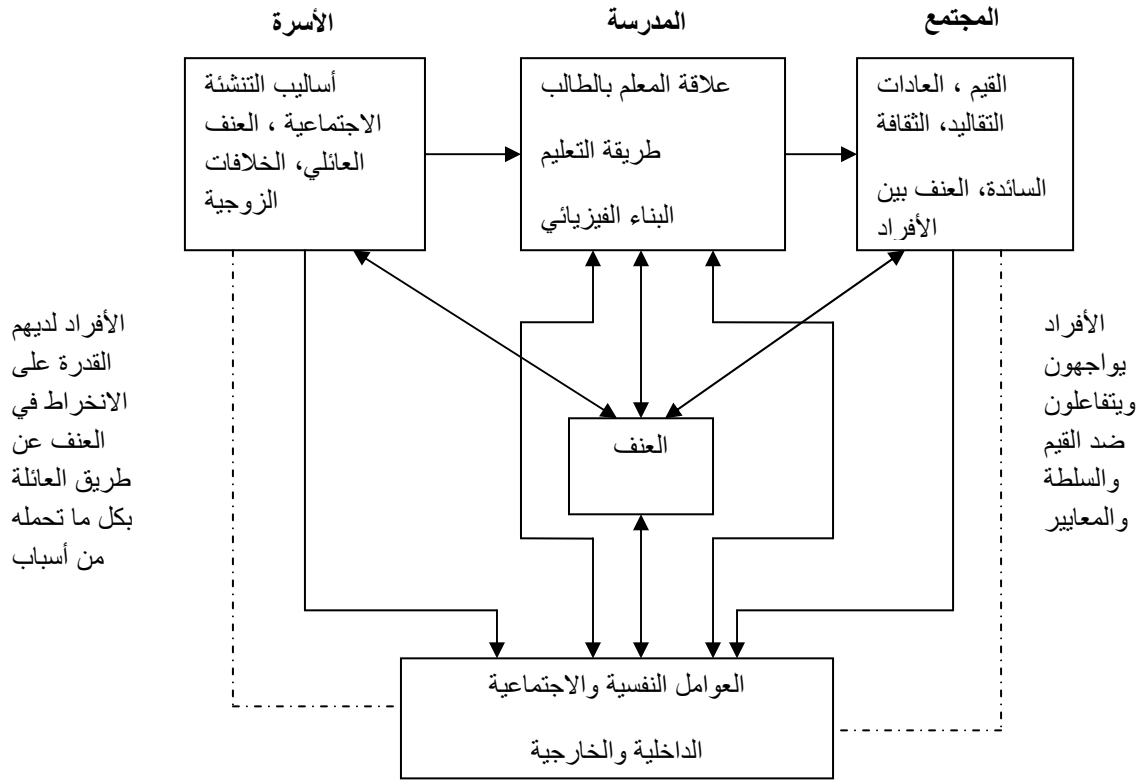 المجتمع
المدرسة
الأسرة
القيم ، العادات
التقاليد، الثقافة
السائدة، العنف بين
الأفراد
علاقة المعلم بالطالب
طريقة التعليم
البناء الفيزيائي
أساليب التنشئة
الاجتماعية ، العنف
العائلي، الخلافات
الزوجية
الأفراد
يواجهون
ويتفاعلون
ضد القيم
والسلطة
والمعايير
العنف
الأفراد لديهم
القدرة على
الانخراط في
العنف عن
طريق العائلة
بكل ما تحمله
من أسباب
العوامل النفسية والاجتماعية
الداخلية والخارجية